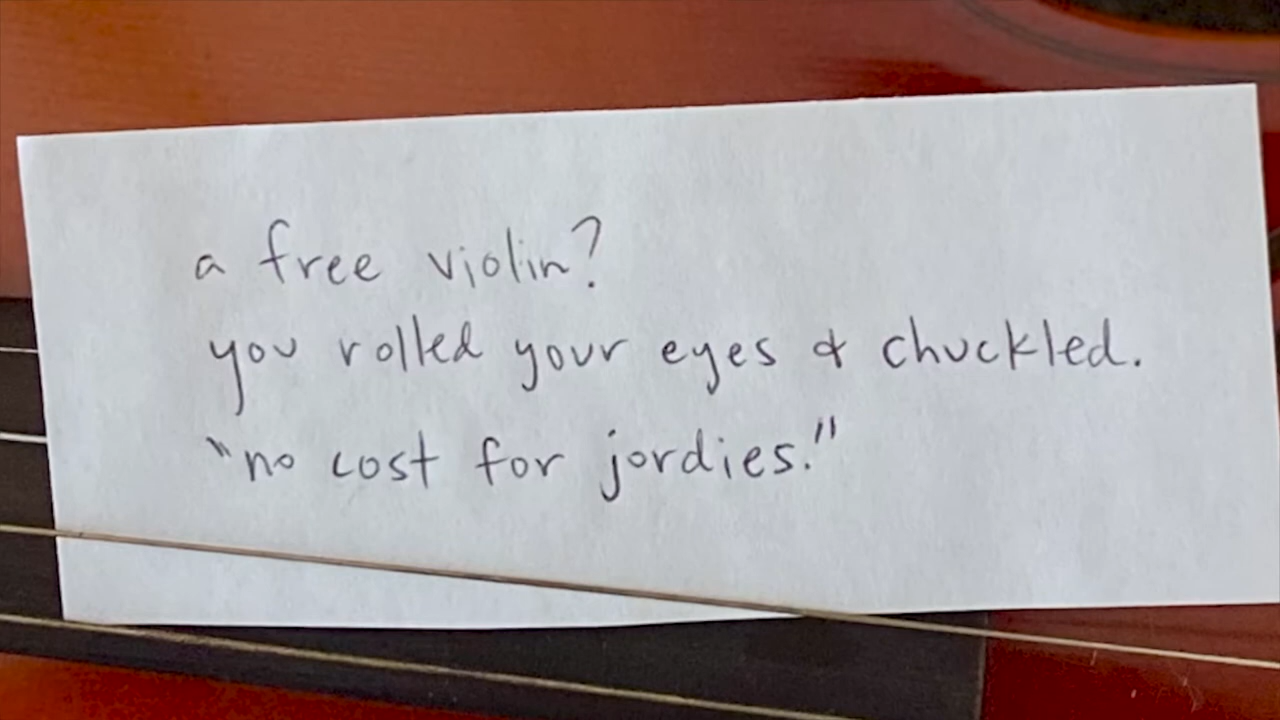 a free violin?
you rolled your eyes & chuckled.
"no cost for jordies."